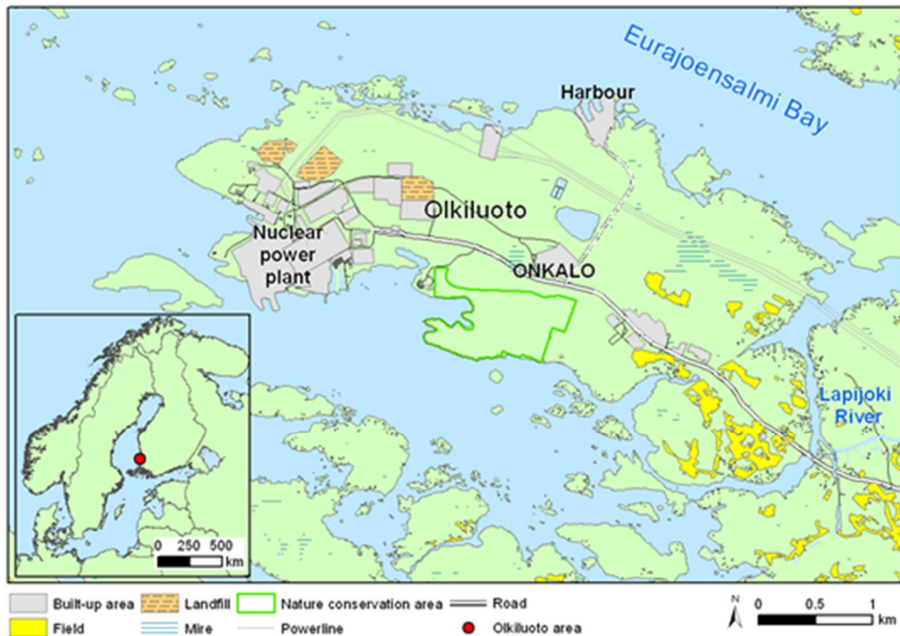 Eurajoensalmi Bay
Harbour
Olkiluoto
Nuclear
power
plant
ONKALO
Lapijoki
River
0 250 500
km
Built-up area
Landfill
Nature conservation area
Road
Field
Mire
Powerline
Olkiluoto area
N
0 0.5 1
km